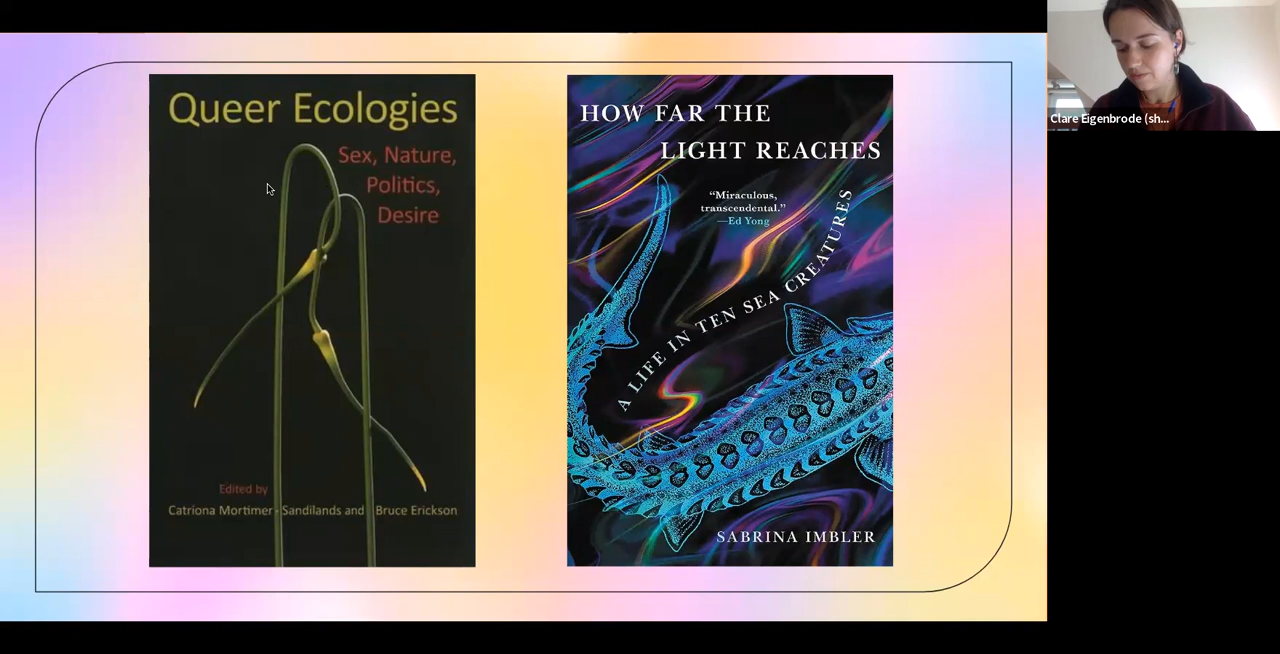 Queer Ecologies
Sex, Nature,
Politics,
Desire
Edited by
Catriona Mortimer-Sandilands and Bruce Erickson
HOW FAR THE
LIGHT REACHES
“Miraculous,
transcendental.”
—Ed Yong
A LIFE IN TEN SEA CREATURES
SABRINA IMBLER
Clare Eigenbrode (sh...